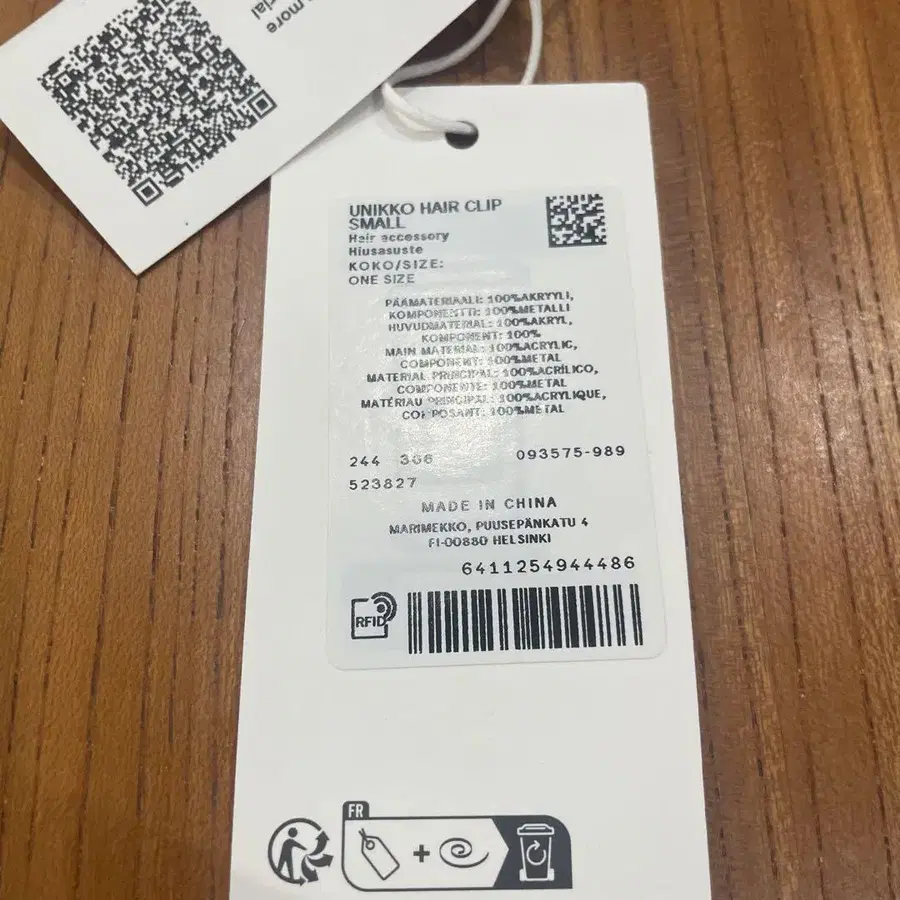 more
cial
UNIKKO HAIR CLIP
SMALL
Hair accessory
Hiusasuste
KOKO/SIZE:
ONE SIZE
PÄÄMATERIAALI: 100%AKRYYLI,
KOMPONENTTI: 100%METALLI
HUVUDMATERIAL: 100%AKRYL,
KOMPONENT: 100%
MAIN MATERIAL: 100%ACRYLIC,
COMPONENT: 100%METAL
MATERIAL PRINCIPAL: 100%ACRÍLICO,
COMPONENTE: 100%METAL
MATÉRIAU PRINCIPAL: 100%ACRYLIQUE,
COMPOSANT: 100%METAL
244 306 093575-989
523827
MADE IN CHINA
MARIMEKKO, PUUSEPÄNKATU 4
FI-00880 HELSINKI
6411254944486
RFID
FR